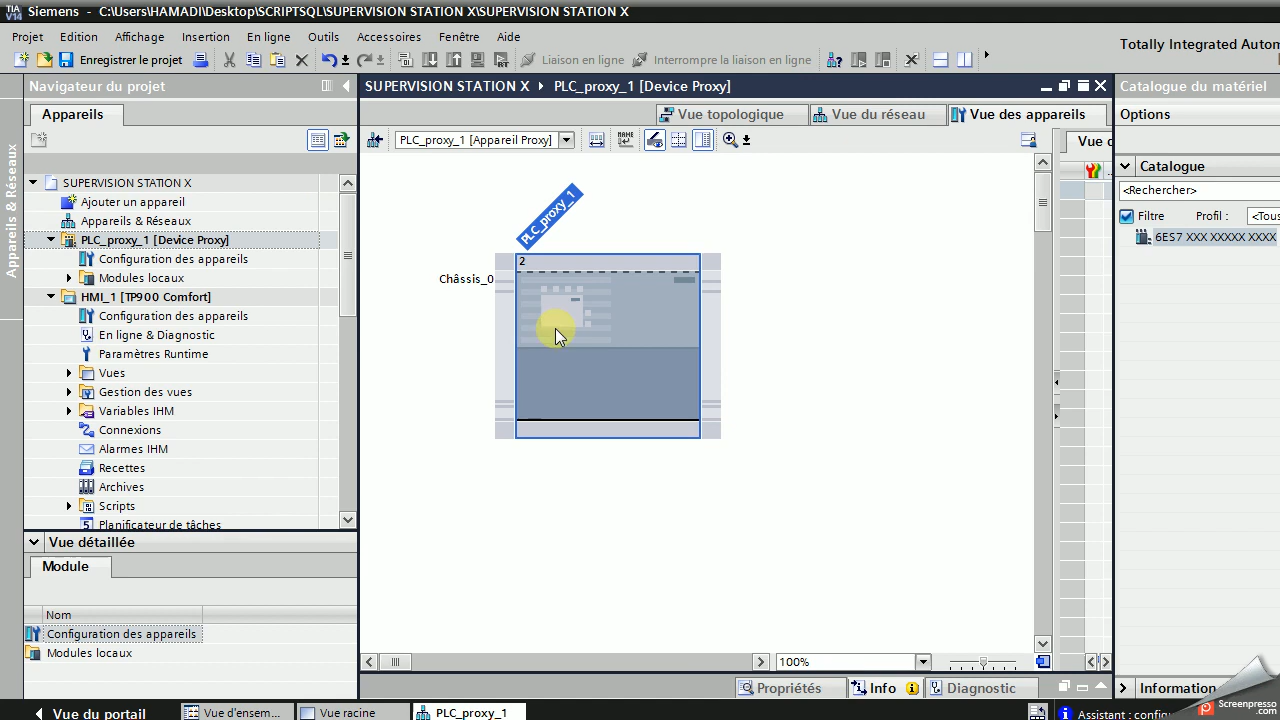 TIA V14 Siemens - C:\Users\HAMADI\Desktop\SCRIPTSQL\SUPERVISION STATION X\SUPERVISION STATION X
Projet Edition Affichage Insertion En ligne Outils Accessoires Fenêtre Aide
Totally Integrated Autom
Enregistrer le projet Liaison en ligne Interrompre la liaison en ligne
Navigateur du projet
SUPERVISION STATION X PLC_proxy_1 [Device Proxy]
Catalogue du matériel
Appareils
Vue topologique Vue du réseau Vue des appareils
Options
PLC_proxy_1 [Appareil Proxy]
NAME
Vue d
Catalogue
<Rechercher>
Filtre Profil : <Tous
6ES7 XXX XXXXX XXXX
Appareils & Réseaux
SUPERVISION STATION X
Ajouter un appareil
Appareils & Réseaux
PLC_proxy_1 [Device Proxy]
Configuration des appareils
Modules locaux
HMI_1 [TP900 Comfort]
Configuration des appareils
En ligne & Diagnostic
Paramètres Runtime
Vues
Gestion des vues
Variables IHM
Connexions
Alarmes IHM
Recettes
Archives
Scripts
Planificateur de tâches
PLC_proxy_1
2
Châssis_0
Vue détaillée
Module
Nom
Configuration des appareils
Modules locaux
100%
Propriétés Info Diagnostic
Information
Vue du portail Vue d'ensem... Vue racine PLC_proxy_1
Assistant : config
Screenpresso
.com